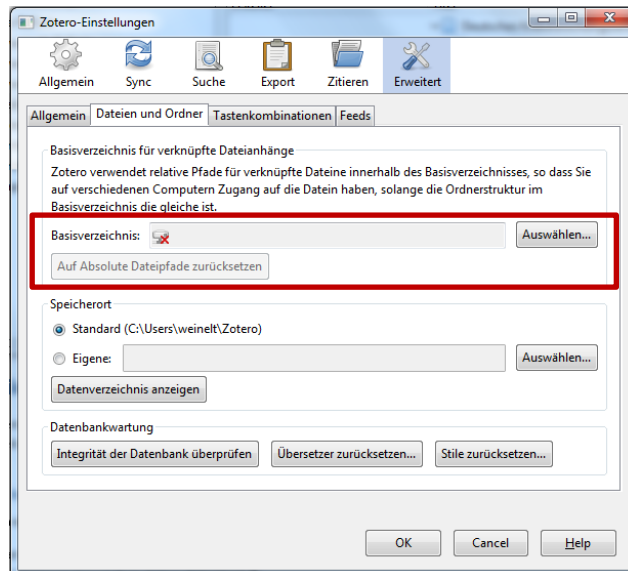 Zotero-Einstellungen
Allgemein Sync Suche Export Zitieren Erweitert
Allgemein Dateien und Ordner Tastenkombinationen Feeds
Basisverzeichnis für verknüpfte Dateianhänge
Zotero verwendet relative Pfade für verknüpfte Dateine innerhalb des Basisverzeichnisses, so dass Sie
auf verschiedenen Computern Zugang auf die Datein haben, solange die Ordnerstruktur im
Basisverzeichnis die gleiche ist.
Basisverzeichnis: Auswählen...
Auf Absolute Dateipfade zurücksetzen
Speicherort
Standard (C:\Users\weinelt\Zotero)
Eigene: Auswählen...
Datenverzeichnis anzeigen
Datenbankwartung
Integrität der Datenbank überprüfen Übersetzer zurücksetzen... Stile zurücksetzen...
OK Cancel Help